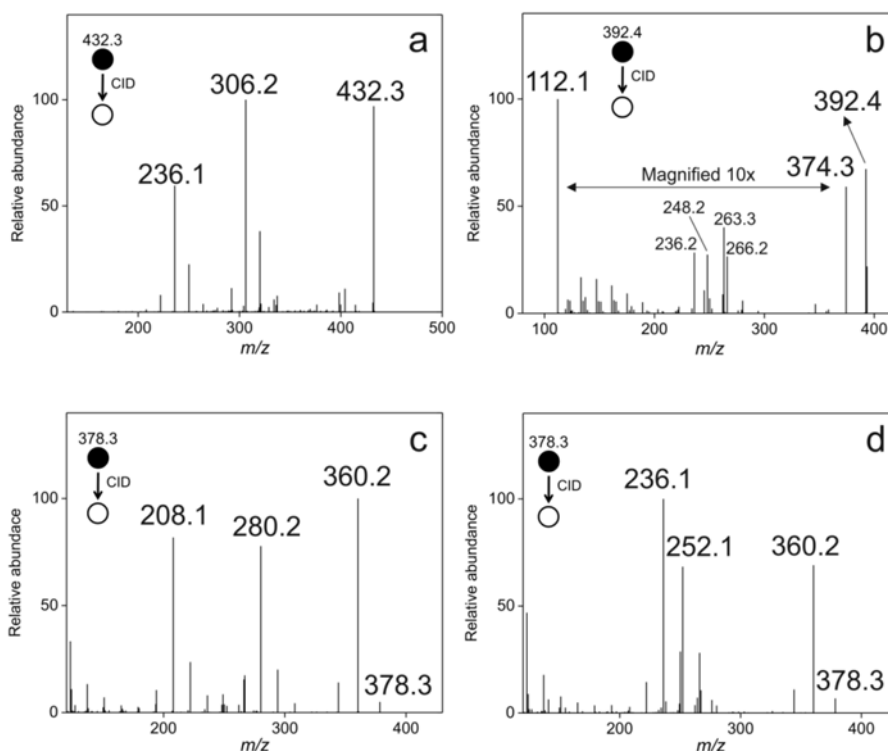 432.3
CID
a
306.2
432.3
236.1
Relative abundance
100
50
0
200
300
400
500
m/z
392.4
CID
b
112.1
392.4
374.3
Magnified 10x
248.2
263.3
236.2
266.2
Relative abundance
100
50
0
100
200
300
400
m/z
378.3
CID
c
360.2
208.1
280.2
378.3
Relative abundace
100
50
0
200
300
400
m/z
378.3
CID
d
236.1
252.1
360.2
378.3
Relative abundance
100
50
0
200
300
400
m/z